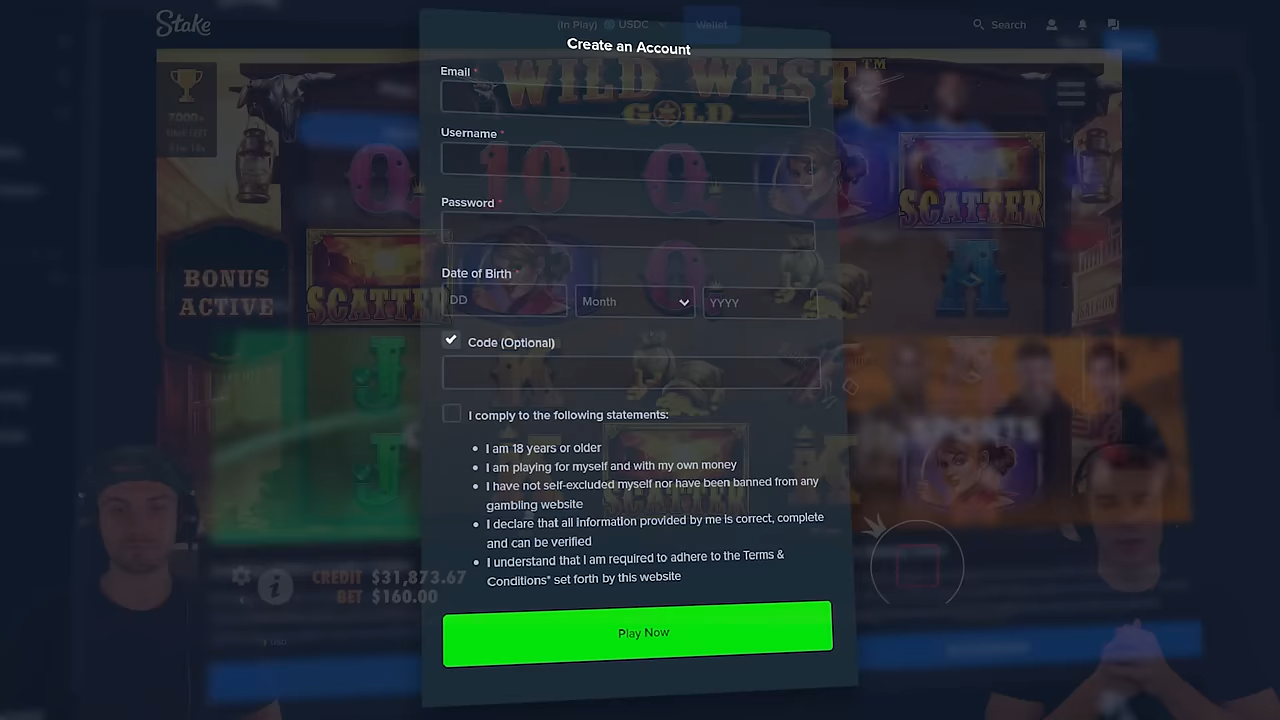 Stake
(In Play) USDC
Wallet
Search
Create an Account
Email *
WILD WEST™
GOLD
7000x
Username *
Q 10 Q
SCATTER
Password *
Q
A
BONUS
ACTIVE
SCATTER
Date of Birth *
DD
Month
YYYY
Code (Optional)
J
K
I comply to the following statements:
SPORTS
J
SCATTER
I am 18 years or older
I am playing for myself and with my own money
I have not self-excluded myself nor have been banned from any
gambling website
I declare that all information provided by me is correct, complete
and can be verified
I understand that I am required to adhere to the Terms &
Conditions* set forth by this website
CREDIT $31,873.67
BET $160.00
Play Now